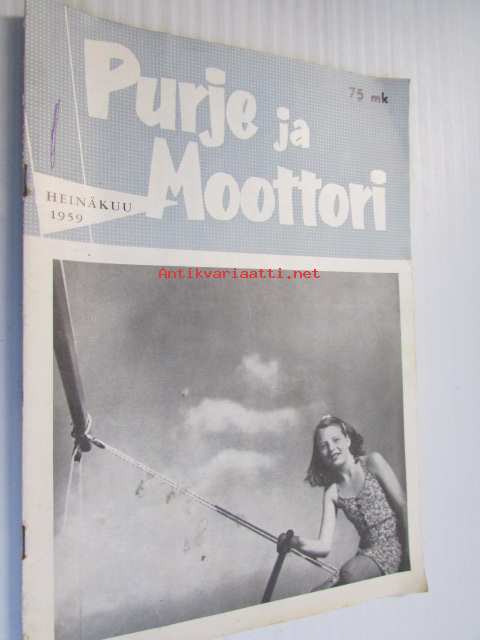 Purje ja
75 mk
Moottori
HEINÄKUU
1959
Antikvariaatti.net